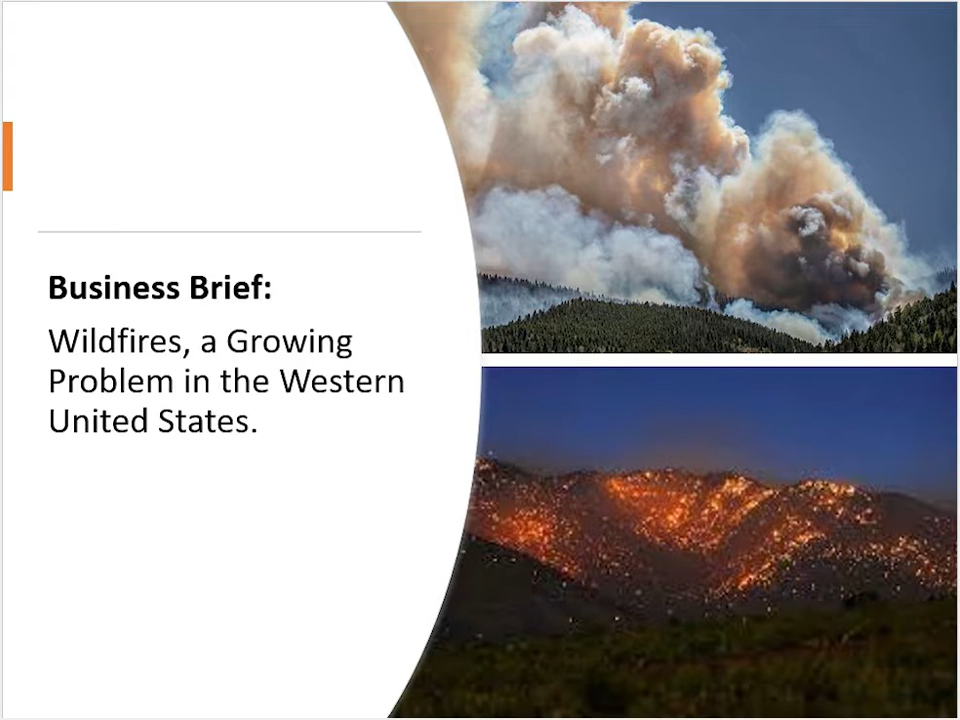 Business Brief:
Wildfires, a Growing
Problem in the Western
United States.